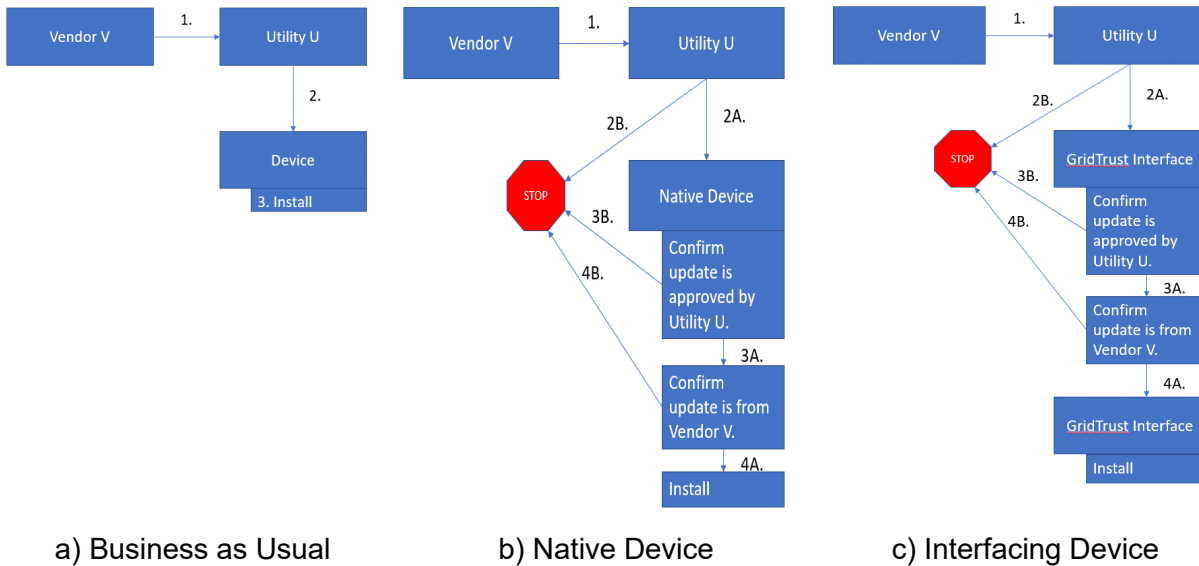 Vendor V
1.
Utility U
2.
Device
3. Install
a) Business as Usual
Vendor V
1.
Utility U
2B.
2A.
STOP
Native Device
3B.
Confirm
update is
approved by
Utility U.
4B.
3A.
Confirm
update is from
Vendor V.
4A.
Install
b) Native Device
Vendor V
1.
Utility U
2B.
2A.
STOP
GridTrust Interface
3B.
Confirm
update is
approved by
Utility U.
4B.
3A.
Confirm
update is from
Vendor V.
4A.
GridTrust Interface
Install
c) Interfacing Device